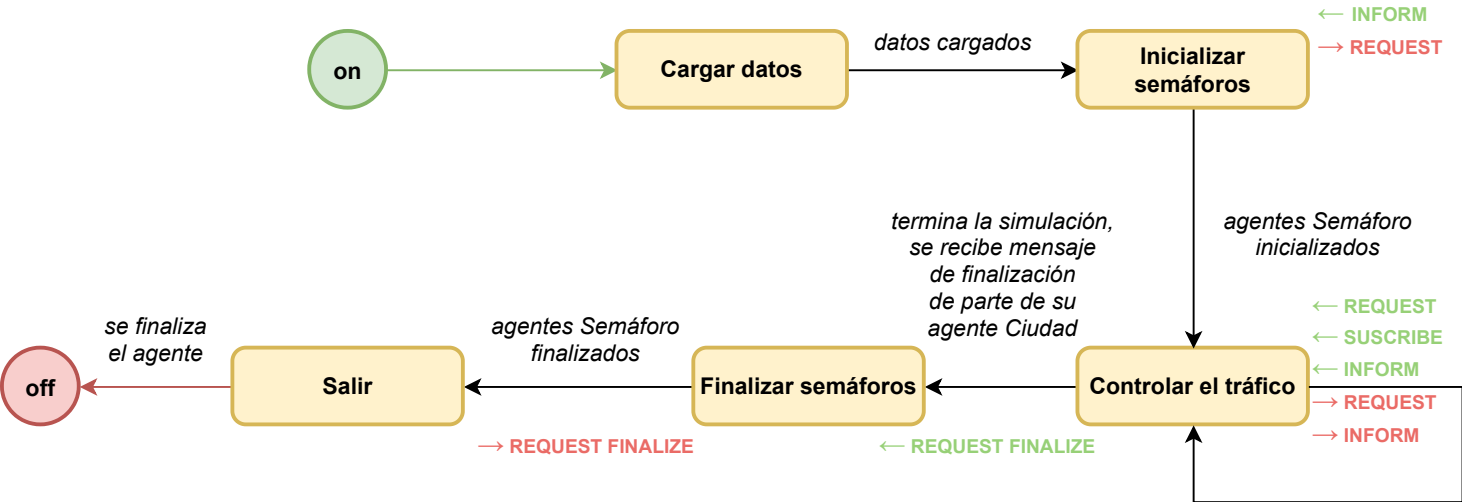 ← INFORM
→ REQUEST
on
Cargar datos
datos cargados
Inicializar
semáforos
termina la simulación,
se recibe mensaje
de finalización
de parte de su
agente Ciudad
agentes Semáforo
inicializados
← REQUEST
← SUSCRIBE
← INFORM
→ REQUEST
→ INFORM
se finaliza
el agente
agentes Semáforo
finalizados
off
Salir
Finalizar semáforos
Controlar el tráfico
→ REQUEST FINALIZE
← REQUEST FINALIZE